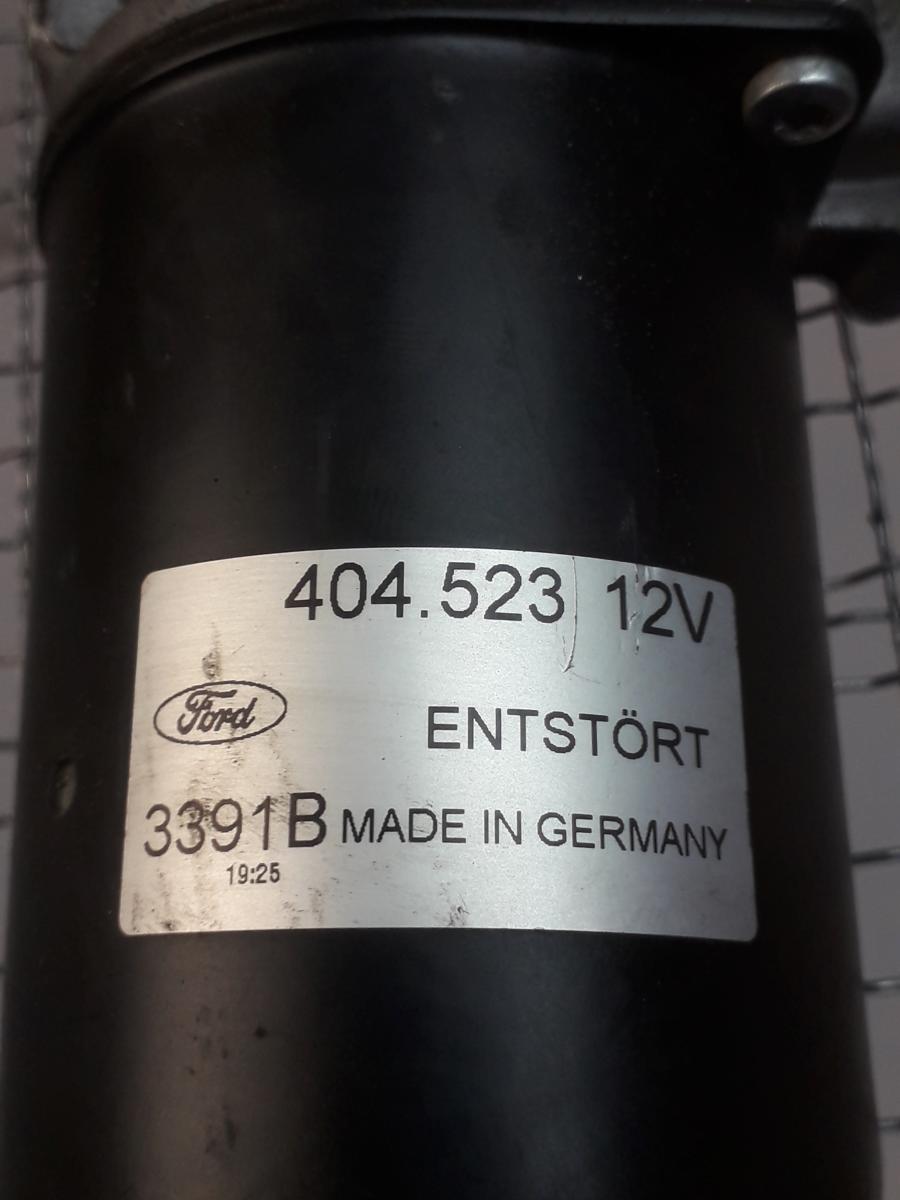 404.523 12V
Ford ENTSTÖRT
3391B MADE IN GERMANY
19:25